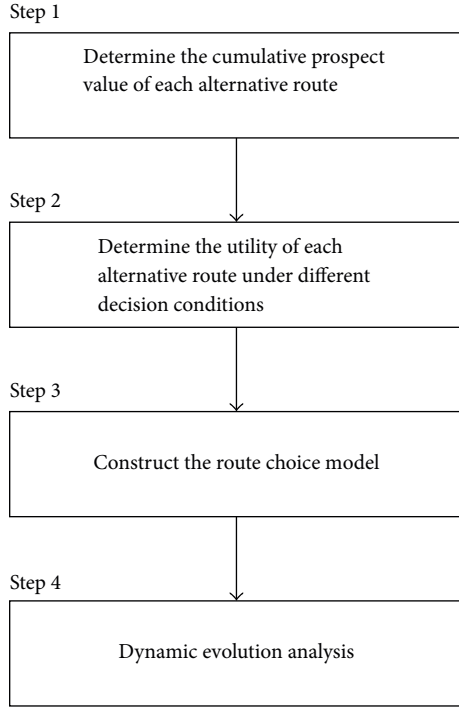 Step 1
Determine the cumulative prospect
value of each alternative route
Step 2
Determine the utility of each
alternative route under different
decision conditions
Step 3
Construct the route choice model
Step 4
Dynamic evolution analysis